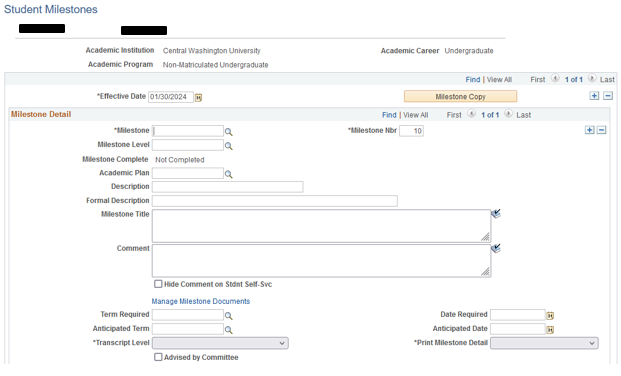 Student Milestones
Academic Institution Central Washington University Academic Career Undergraduate
Academic Program Non-Matriculated Undergraduate
Find | View All First 1 of 1 Last
*Effective Date 01/30/2024 Milestone Copy
Milestone Detail Find | View All First 1 of 1 Last
*Milestone *Milestone Nbr 10
Milestone Level
Milestone Complete Not Completed
Academic Plan
Description
Formal Description
Milestone Title
Comment
Hide Comment on Stdnt Self-Svc
Manage Milestone Documents
Term Required Date Required
Anticipated Term Anticipated Date
*Transcript Level *Print Milestone Detail
Advised by Committee